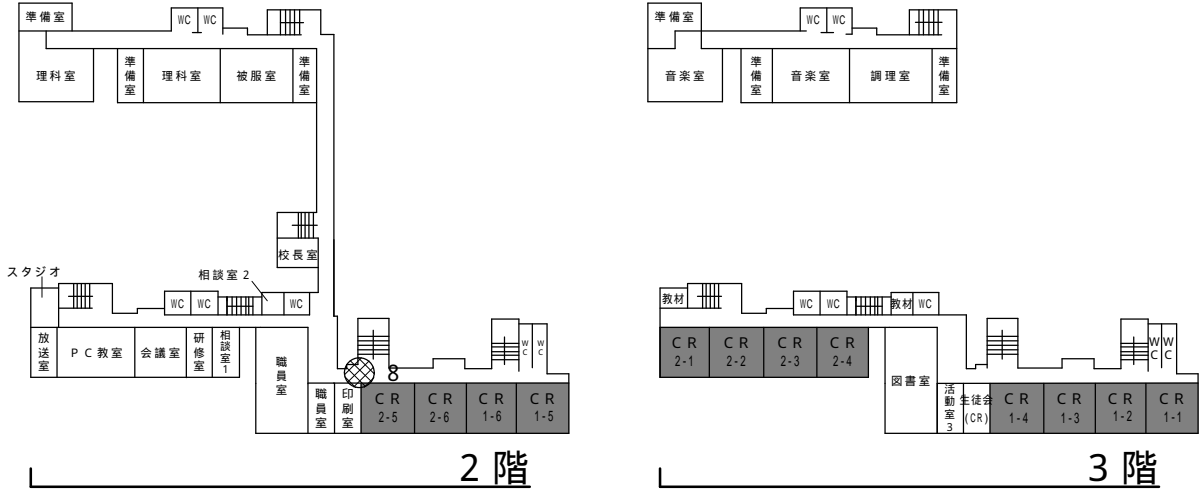 準備室
WC WC
理科室
準備室
理科室
被服室
準備室
校長室
スタジオ
相談室2
WC WC
WC
放送室
PC教室
会議室
研修室
相談室1
職員室
職員室
印刷室
8
WC WC
CR 2-5
CR 2-6
CR 1-6
CR 1-5
2階
準備室
WC WC
音楽室
準備室
音楽室
調理室
準備室
教材
WC WC
教材
WC
CR 2-1
CR 2-2
CR 2-3
CR 2-4
図書室
活動室3
生徒会(CR)
WC WC
CR 1-4
CR 1-3
CR 1-2
CR 1-1
3階